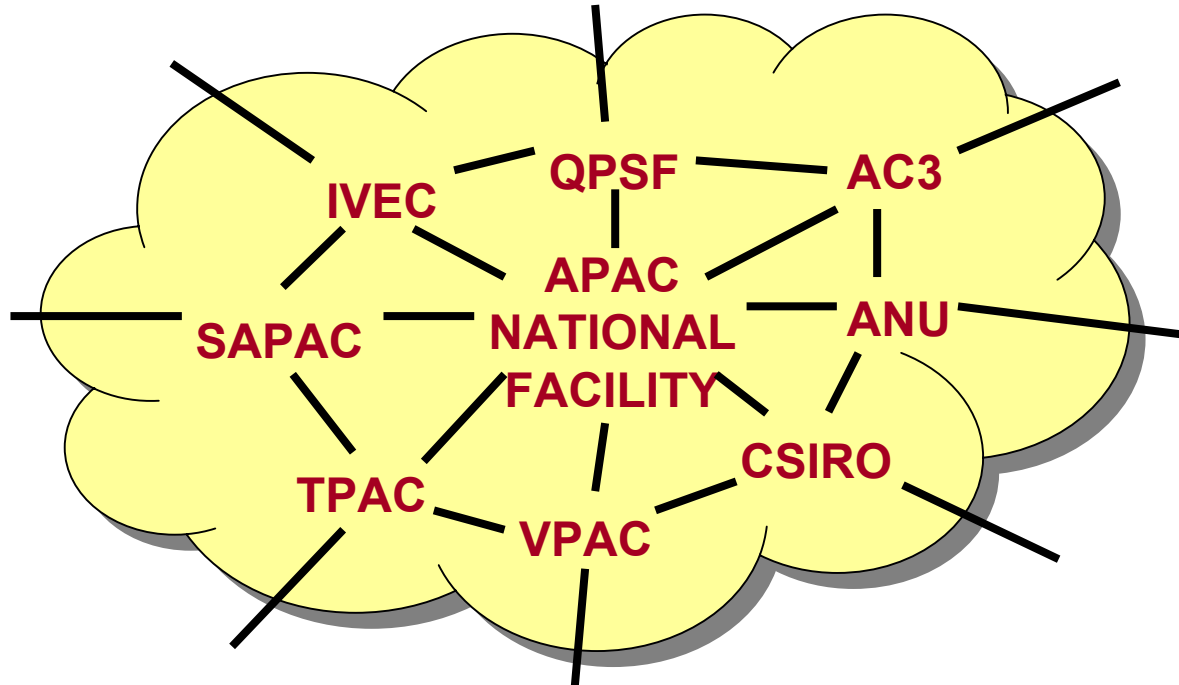 QPSF
AC3
IVEC
APAC
NATIONAL
FACILITY
ANU
SAPAC
CSIRO
TPAC
VPAC